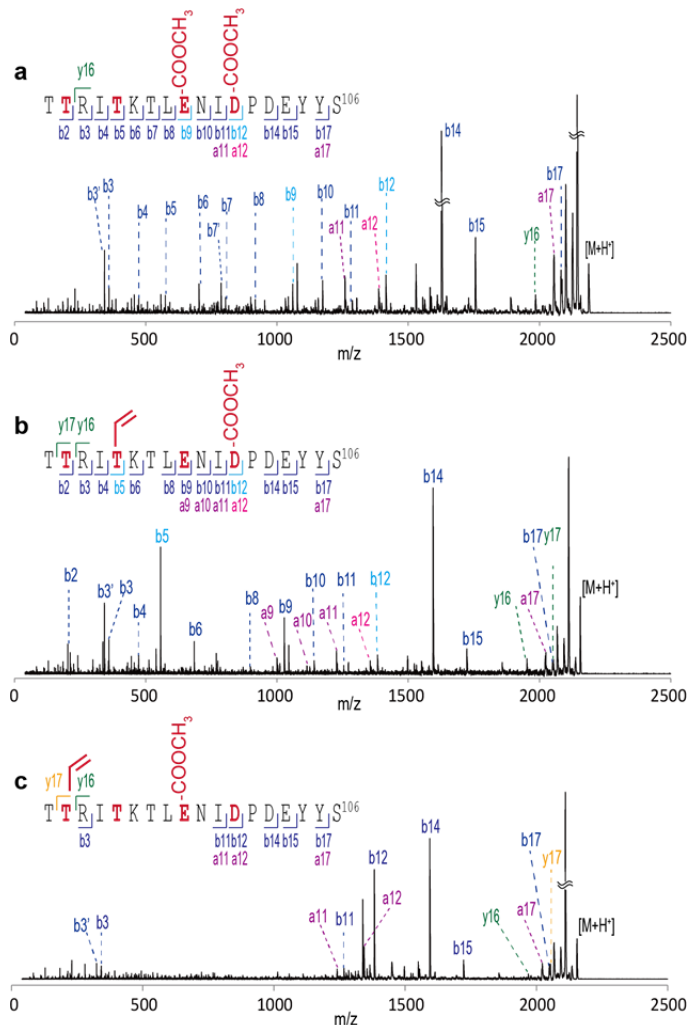 a
COOCH3
COOCH3
y16
T T R I T K T L E N I D P D E Y Y S106
b2 b3 b4 b5 b6 b7 b8 b9 b10 b11 b12 b14 b15 b17
a11 a12 a17
b3' b3 b4 b5 b6 b7' b7 b8 b9 b10 a11 b11 a12 b12 b14 b15 y16 a17 b17 [M+H+]
0 500 1000 1500 2000 2500
m/z
b
COOCH3
y17 y16
T T R I T K T L E N I D P D E Y Y S106
b2 b3 b4 b5 b6 b8 b9 b10 b11 b12 b14 b15 b17
a9 a10 a11 a12 a17
b2 b3' b3 b4 b5 b6 b8 a9 b9 a10 b10 a11 b11 a12 b12 b14 b15 y16 a17 b17 y17 [M+H+]
0 500 1000 1500 2000 2500
m/z
c
COOCH3
y17 y16
T T R I T K T L E N I D P D E Y Y S106
b3 b11 b12 b14 b15 b17
a11 a12 a17
b3' b3 a11 b11 b12 a12 b14 b15 y16 a17 b17 y17 [M+H+]
0 500 1000 1500 2000 2500
m/z